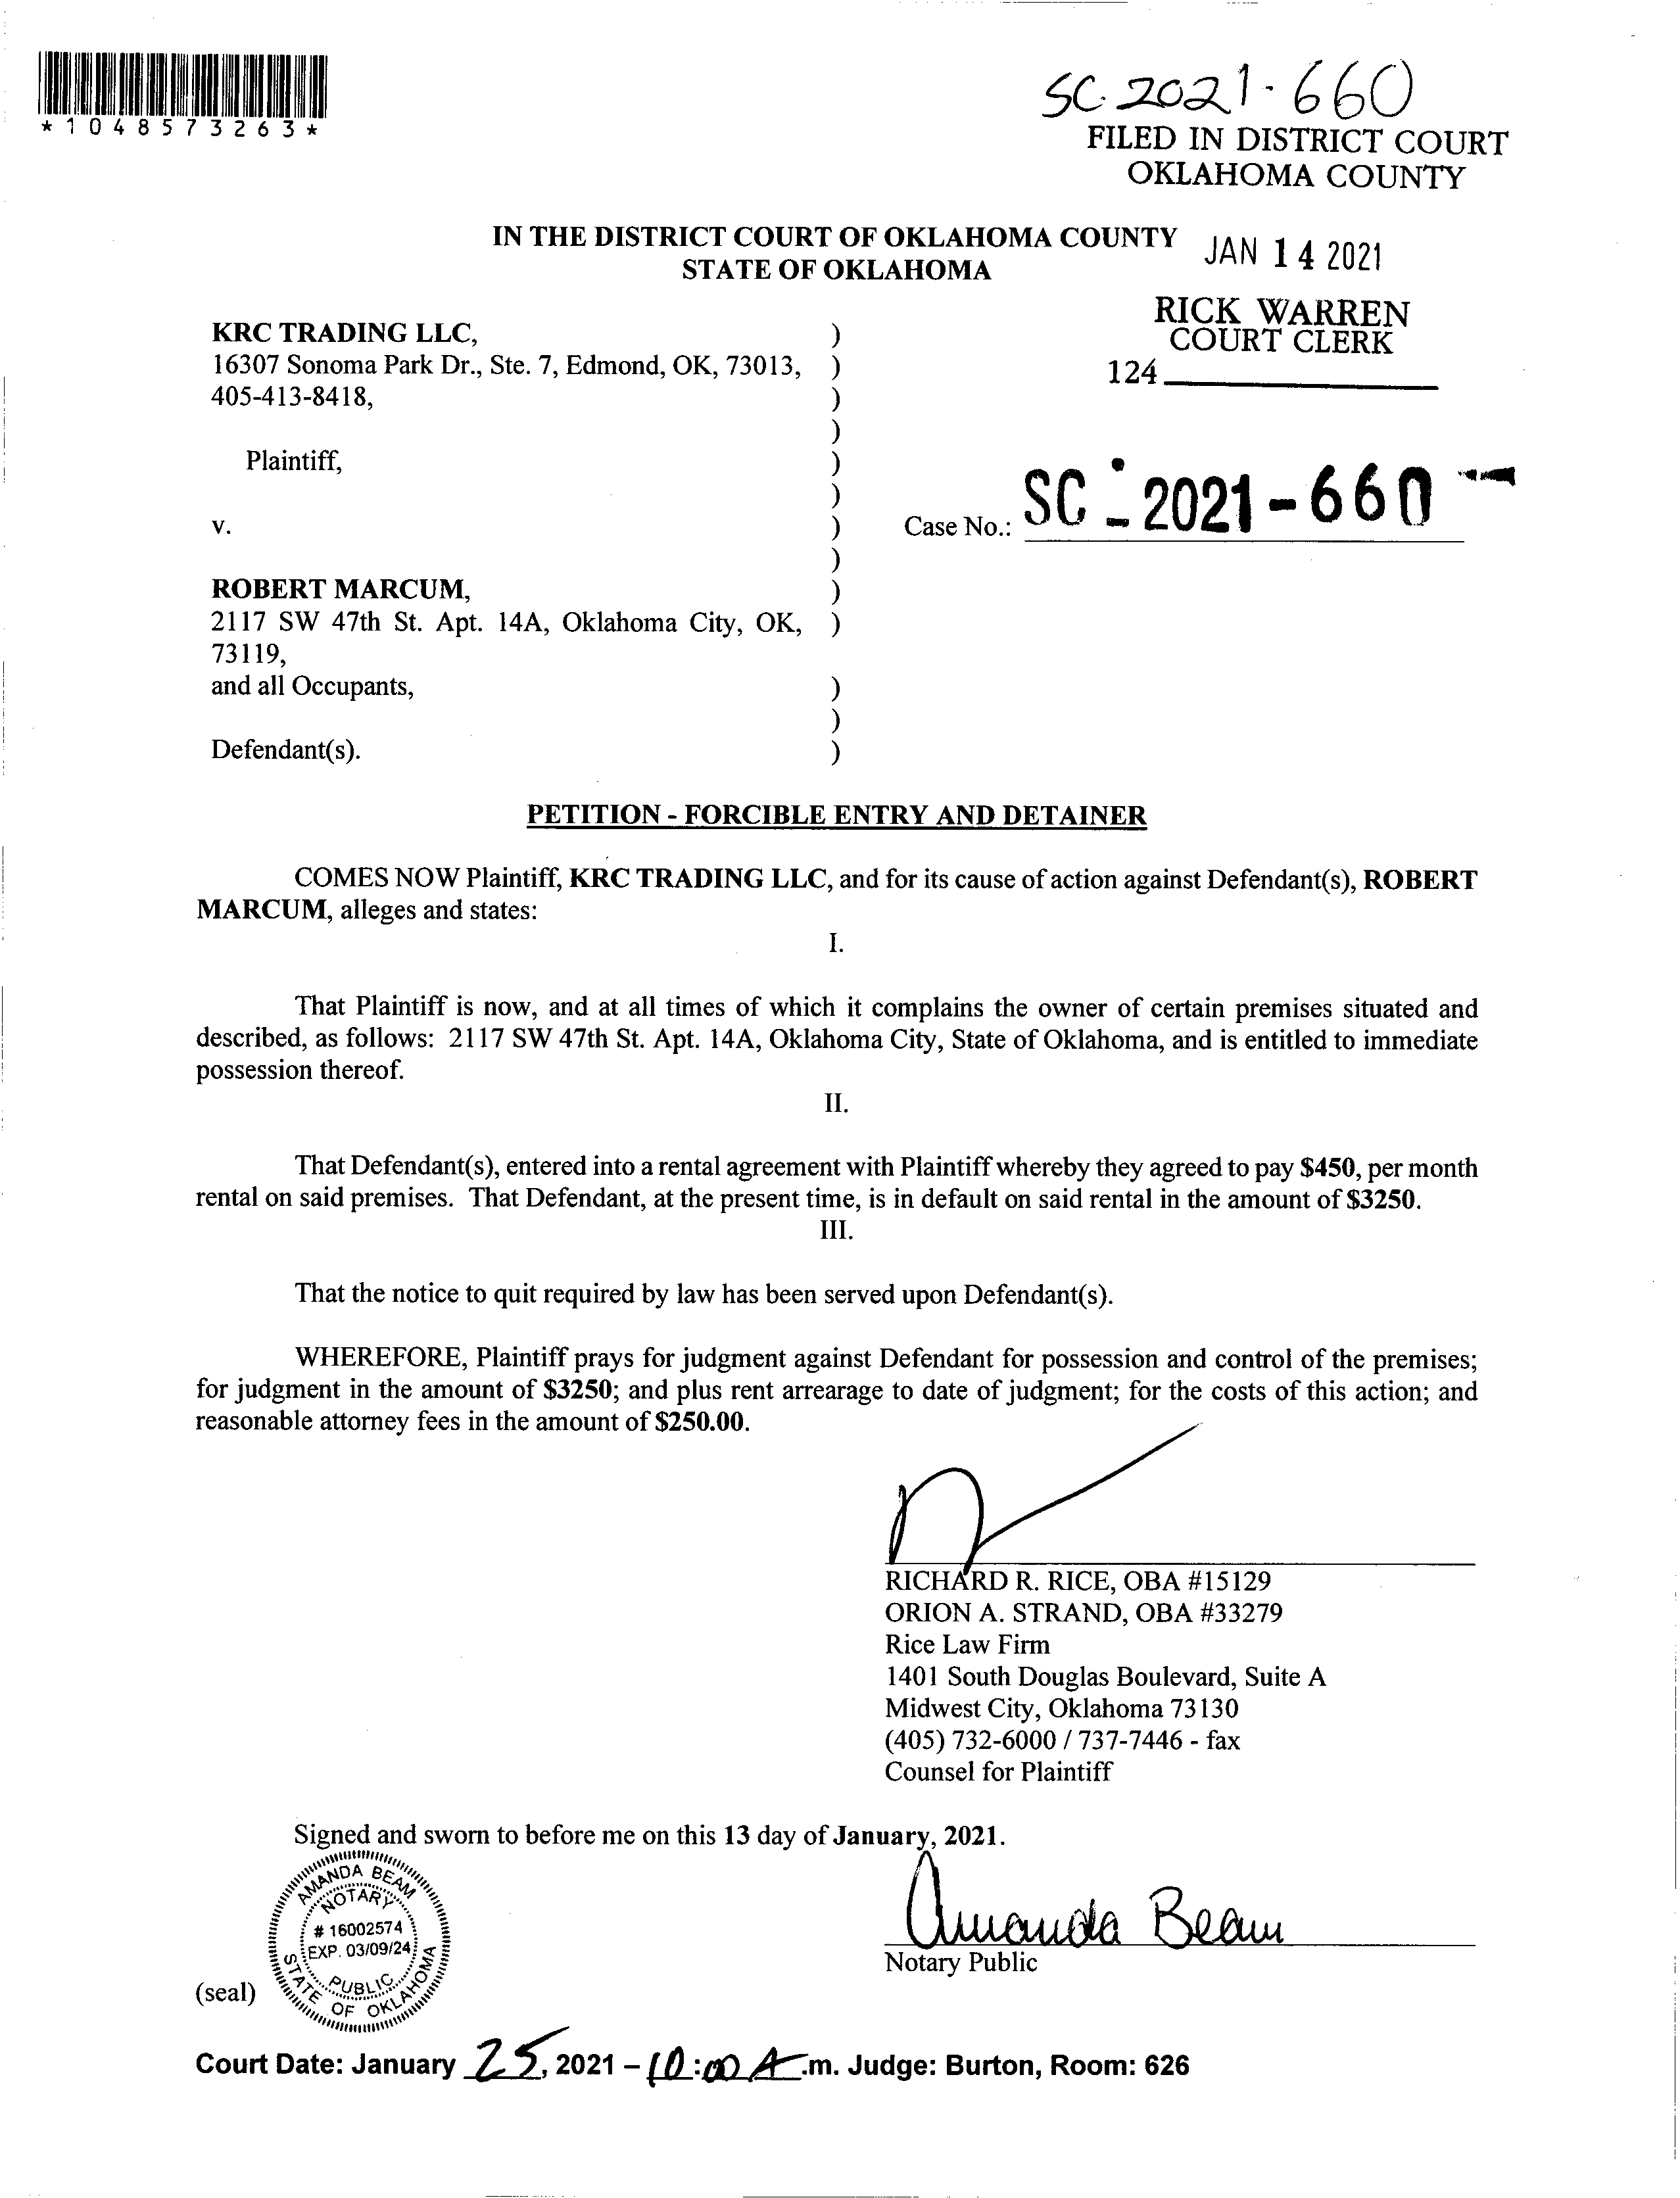 *1048573263*
SC-2021-660
FILED IN DISTRICT COURT
OKLAHOMA COUNTY
JAN 14 2021
RICK WARREN
COURT CLERK
124
IN THE DISTRICT COURT OF OKLAHOMA COUNTY
STATE OF OKLAHOMA
KRC TRADING LLC, )
16307 Sonoma Park Dr., Ste. 7, Edmond, OK, 73013, )
405-413-8418, )
)
Plaintiff, )
)
v. ) Case No.: SC-2021-660
)
ROBERT MARCUM, )
2117 SW 47th St. Apt. 14A, Oklahoma City, OK, )
73119,
and all Occupants, )
)
Defendant(s). )
PETITION - FORCIBLE ENTRY AND DETAINER
COMES NOW Plaintiff, KRC TRADING LLC, and for its cause of action against Defendant(s), ROBERT
MARCUM, alleges and states:
I.
That Plaintiff is now, and at all times of which it complains the owner of certain premises situated and
described, as follows: 2117 SW 47th St. Apt. 14A, Oklahoma City, State of Oklahoma, and is entitled to immediate
possession thereof.
II.
That Defendant(s), entered into a rental agreement with Plaintiff whereby they agreed to pay $450, per month
rental on said premises. That Defendant, at the present time, is in default on said rental in the amount of $3250.
III.
That the notice to quit required by law has been served upon Defendant(s).
WHEREFORE, Plaintiff prays for judgment against Defendant for possession and control of the premises;
for judgment in the amount of $3250; and plus rent arrearage to date of judgment; for the costs of this action; and
reasonable attorney fees in the amount of $250.00.
RICHARD R. RICE, OBA #15129
ORION A. STRAND, OBA #33279
Rice Law Firm
1401 South Douglas Boulevard, Suite A
Midwest City, Oklahoma 73130
(405) 732-6000 / 737-7446 - fax
Counsel for Plaintiff
Signed and sworn to before me on this 13 day of January, 2021.
AMANDA BEAM
NOTARY
# 16002574
EXP. 03/09/24
PUBLIC
STATE OF OKLAHOMA
Amanda Beam
Notary Public
(seal)
Court Date: January 25, 2021 – 10:00 A.m. Judge: Burton, Room: 626